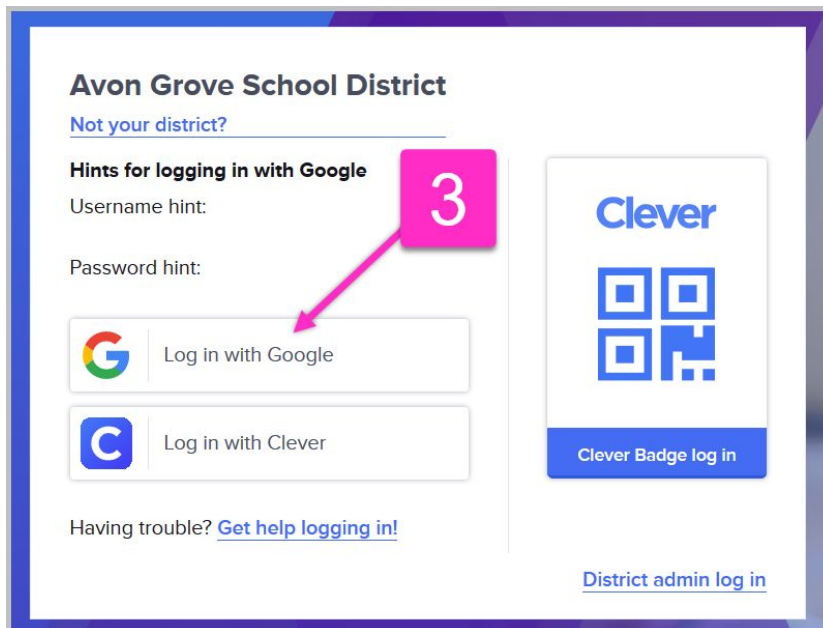 Avon Grove School District
Not your district?
Hints for logging in with Google
Username hint:
Password hint:
3
Log in with Google
Log in with Clever
Having trouble? Get help logging in!
Clever
Clever Badge log in
District admin log in